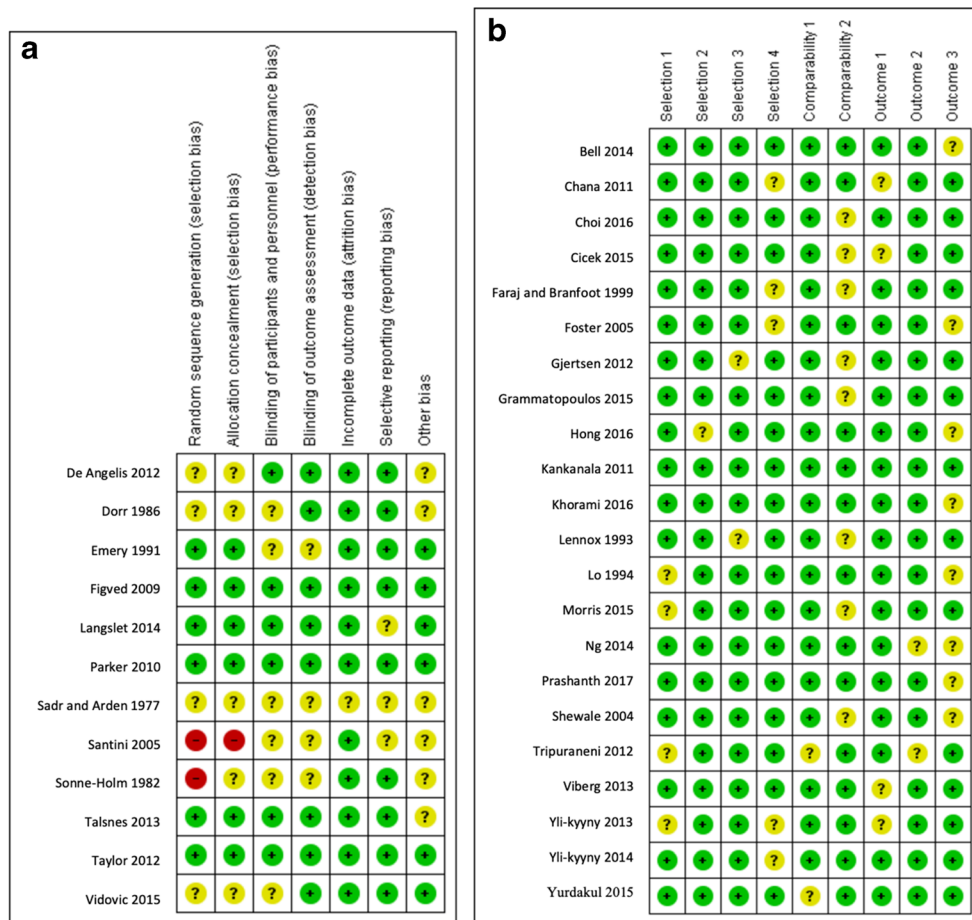 a
Random sequence generation (selection bias)
Allocation concealment (selection bias)
Blinding of participants and personnel (performance bias)
Blinding of outcome assessment (detection bias)
Incomplete outcome data (attrition bias)
Selective reporting (reporting bias)
Other bias
De Angelis 2012 ? ? + + + + ?
Dorr 1986 ? ? ? + + + ?
Emery 1991 + + ? ? + + +
Figved 2009 + + + + + + +
Langslet 2014 + + + + + ? +
Parker 2010 + + + + + + +
Sadr and Arden 1977 ? ? ? ? ? ? ?
Santini 2005 - - ? ? + ? ?
Sonne-Holm 1982 - ? ? ? + + ?
Talsnes 2013 + + + + + + ?
Taylor 2012 + + + + + + +
Vidovic 2015 ? ? ? + + + +
b
Selection 1
Selection 2
Selection 3
Selection 4
Comparability 1
Comparability 2
Outcome 1
Outcome 2
Outcome 3
Bell 2014 + + + + + + + + ?
Chana 2011 + + + ? + + ? + +
Choi 2016 + + + + + ? + + +
Cicek 2015 + + + + + ? ? + +
Faraj and Branfoot 1999 + + + ? + ? + + +
Foster 2005 + + + ? + + + + ?
Gjertsen 2012 + + ? + + ? + + +
Grammatopoulos 2015 + + + + + ? + + +
Hong 2016 + ? + + + + + + ?
Kankanala 2011 + + + + + + + + +
Khorami 2016 + + + + + + + + ?
Lennox 1993 + + ? + + ? + + +
Lo 1994 ? + + + + + + + ?
Morris 2015 ? + + + + ? + + +
Ng 2014 + + + + + + + ? ?
Prashanth 2017 + + + + + + + + ?
Shewale 2004 + + + + + ? + + ?
Tripuraneni 2012 ? + + + ? + + ? +
Viberg 2013 + + + + + + ? + +
Yli-kyyny 2013 ? + + ? + + ? + +
Yli-kyyny 2014 + + + ? + + + + +
Yurdakul 2015 + + + + ? + + + +